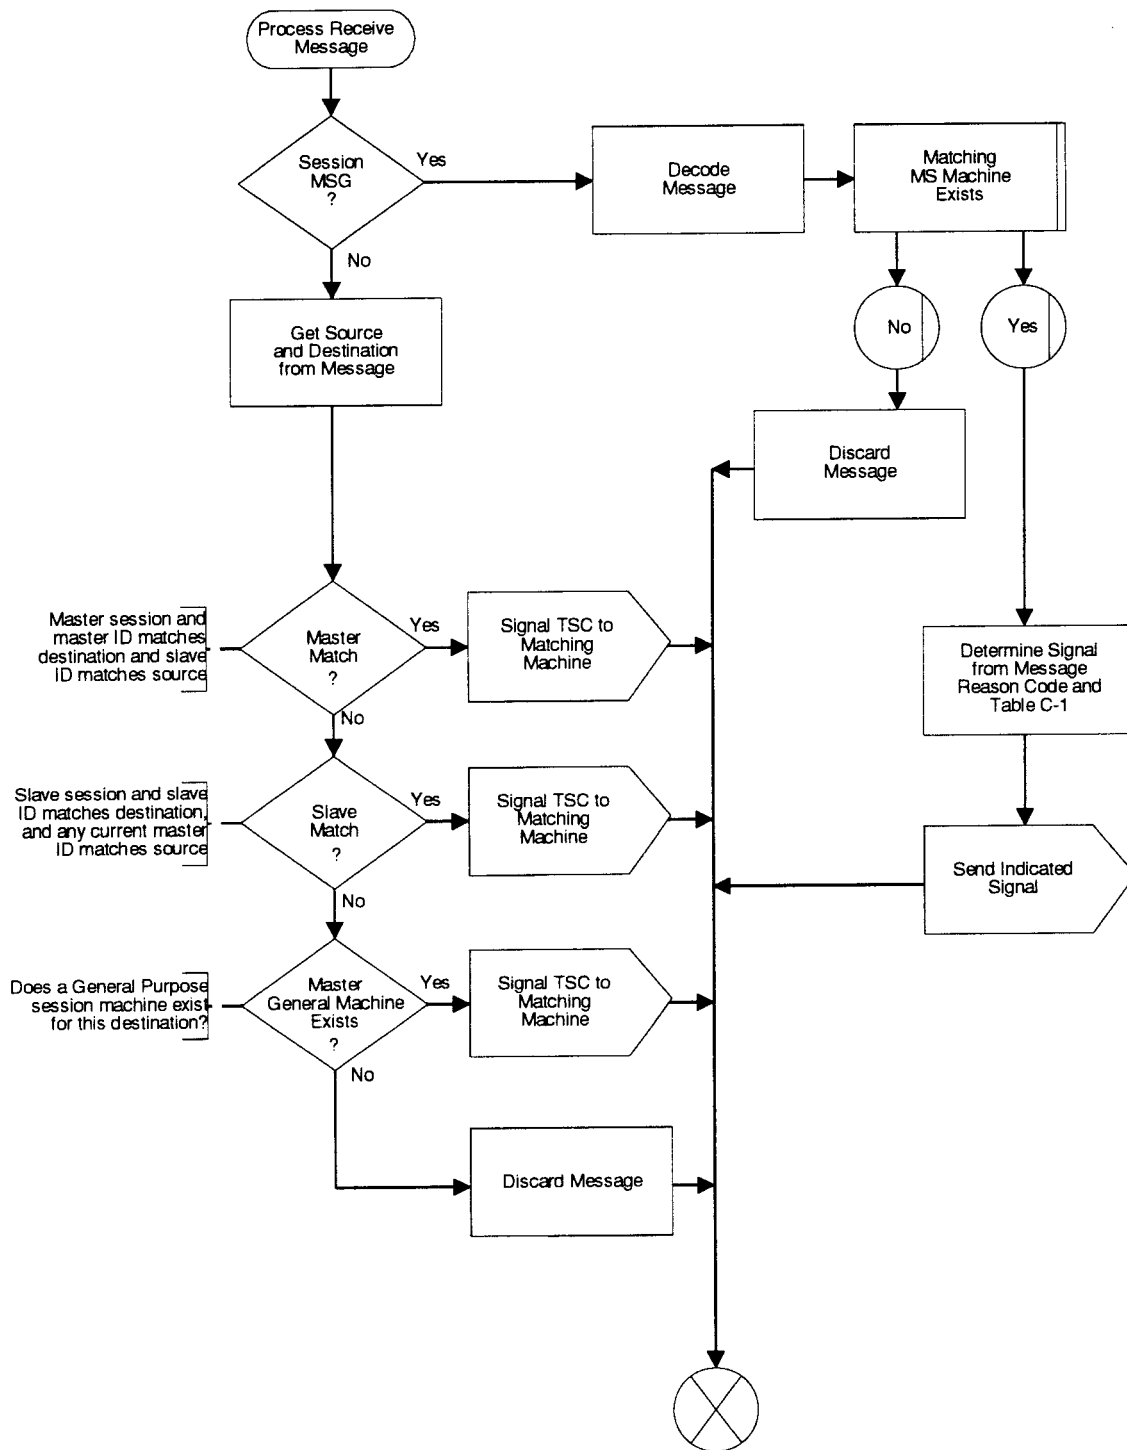 Process Receive
Message
Session
MSG
?
Yes
Decode
Message
Matching
MS Machine
Exists
No
No
Yes
Get Source
and Destination
from Message
Discard
Message
Master session and
master ID matches
destination and slave
ID matches source
Master
Match
?
Yes
Signal TSC to
Matching
Machine
Determine Signal
from Message
Reason Code and
Table C-1
No
Slave session and slave
ID matches destination,
and any current master
ID matches source
Slave
Match
?
Yes
Signal TSC to
Matching
Machine
Send Indicated
Signal
No
Does a General Purpose
session machine exist
for this destination?
Master
General Machine
Exists
?
Yes
Signal TSC to
Matching
Machine
No
Discard Message